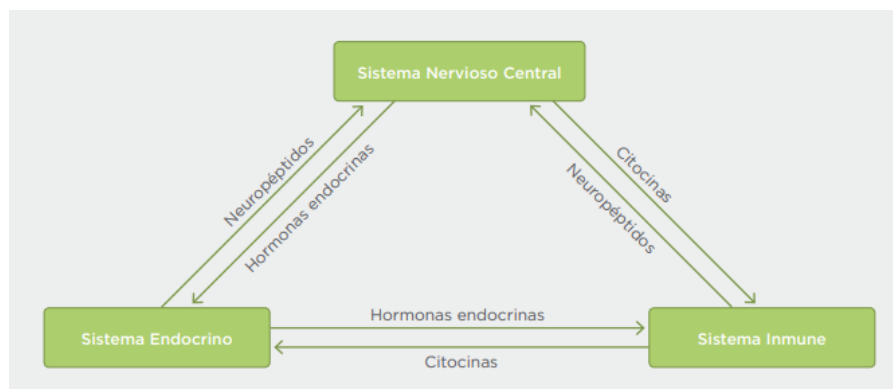 Sistema Nervioso Central
Neuropéptidos
Hormonas endocrinas
Citocinas
Neuropéptidos
Hormonas endocrinas
Sistema Endocrino
Sistema Inmune
Citocinas